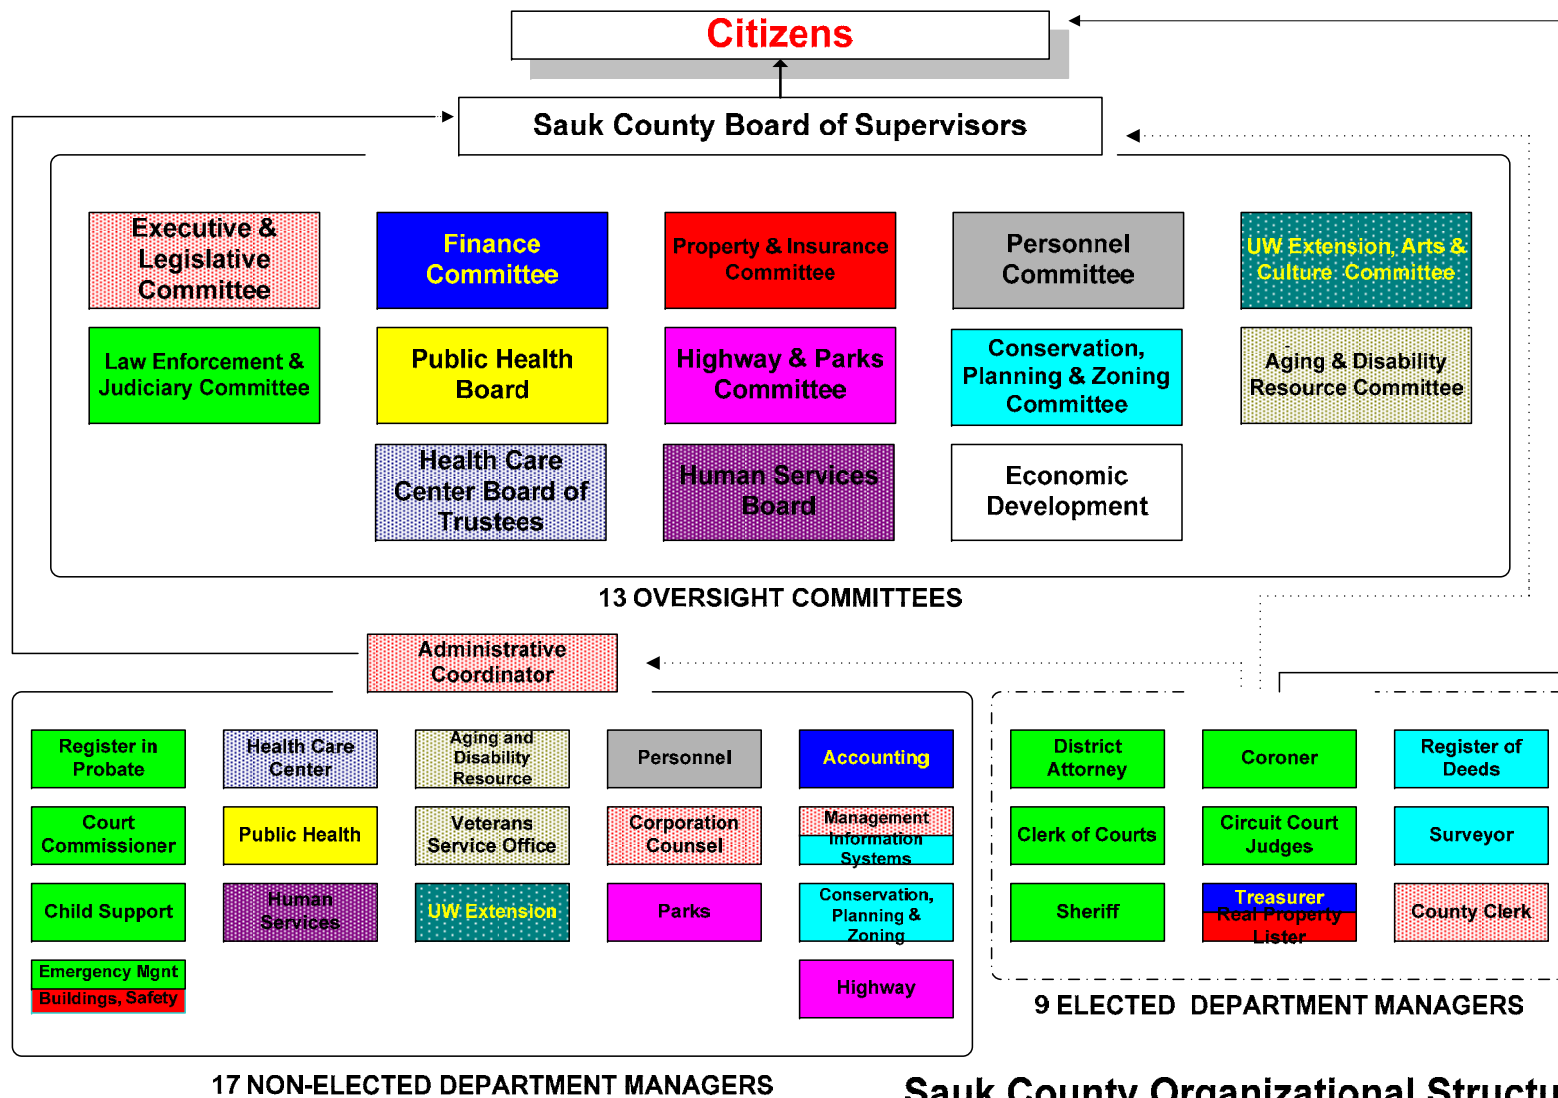 Citizens
Sauk County Board of Supervisors
Executive &
Legislative
Committee
Finance
Committee
Property & Insurance
Committee
Personnel
Committee
UW Extension, Arts &
Culture Committee
Law Enforcement &
Judiciary Committee
Public Health
Board
Highway & Parks
Committee
Conservation,
Planning & Zoning
Committee
Aging & Disability
Resource Committee
Health Care
Center Board of
Trustees
Human Services
Board
Economic
Development
13 OVERSIGHT COMMITTEES
Administrative
Coordinator
Register in
Probate
Health Care
Center
Aging and
Disability
Resource
Personnel
Accounting
Court
Commissioner
Public Health
Veterans
Service Office
Corporation
Counsel
Management
Information
Systems
Child Support
Human
Services
UW Extension
Parks
Conservation,
Planning &
Zoning
Emergency Mgnt
Buildings, Safety
Highway
17 NON-ELECTED DEPARTMENT MANAGERS
District
Attorney
Coroner
Register of
Deeds
Clerk of Courts
Circuit Court
Judges
Surveyor
Sheriff
Treasurer
Real Property
Lister
County Clerk
9 ELECTED DEPARTMENT MANAGERS
Sauk County Organizational Structu